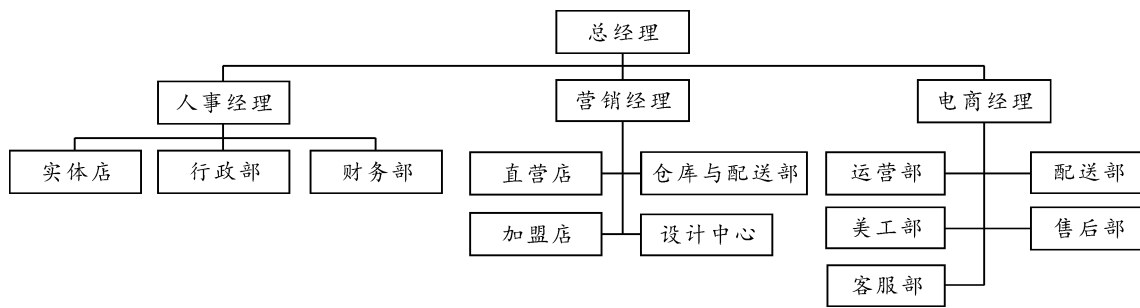 总经理
人事经理
营销经理
电商经理
实体店
行政部
财务部
直营店
仓库与配送部
运营部
配送部
加盟店
设计中心
美工部
售后部
客服部